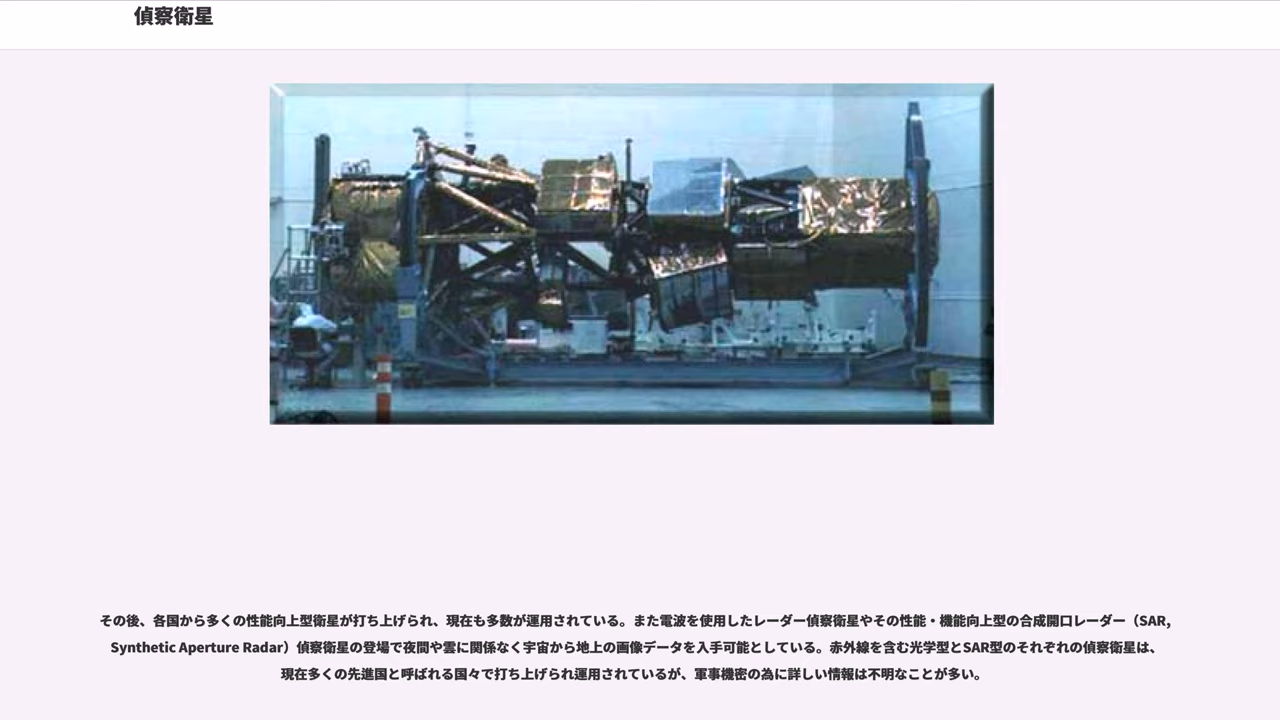 偵察衛星
その後、各国から多くの性能向上型衛星が打ち上げられ、現在も多数が運用されている。また電波を使用したレーダー偵察衛星やその性能・機能向上型の合成開口レーダー（SAR,
Synthetic Aperture Radar）偵察衛星の登場で夜間や雲に関係なく宇宙から地上の画像データを入手可能としている。赤外線を含む光学型とSAR型のそれぞれの偵察衛星は、
現在多くの先進国と呼ばれる国々で打ち上げられ運用されているが、軍事機密の為に詳しい情報は不明なことが多い。